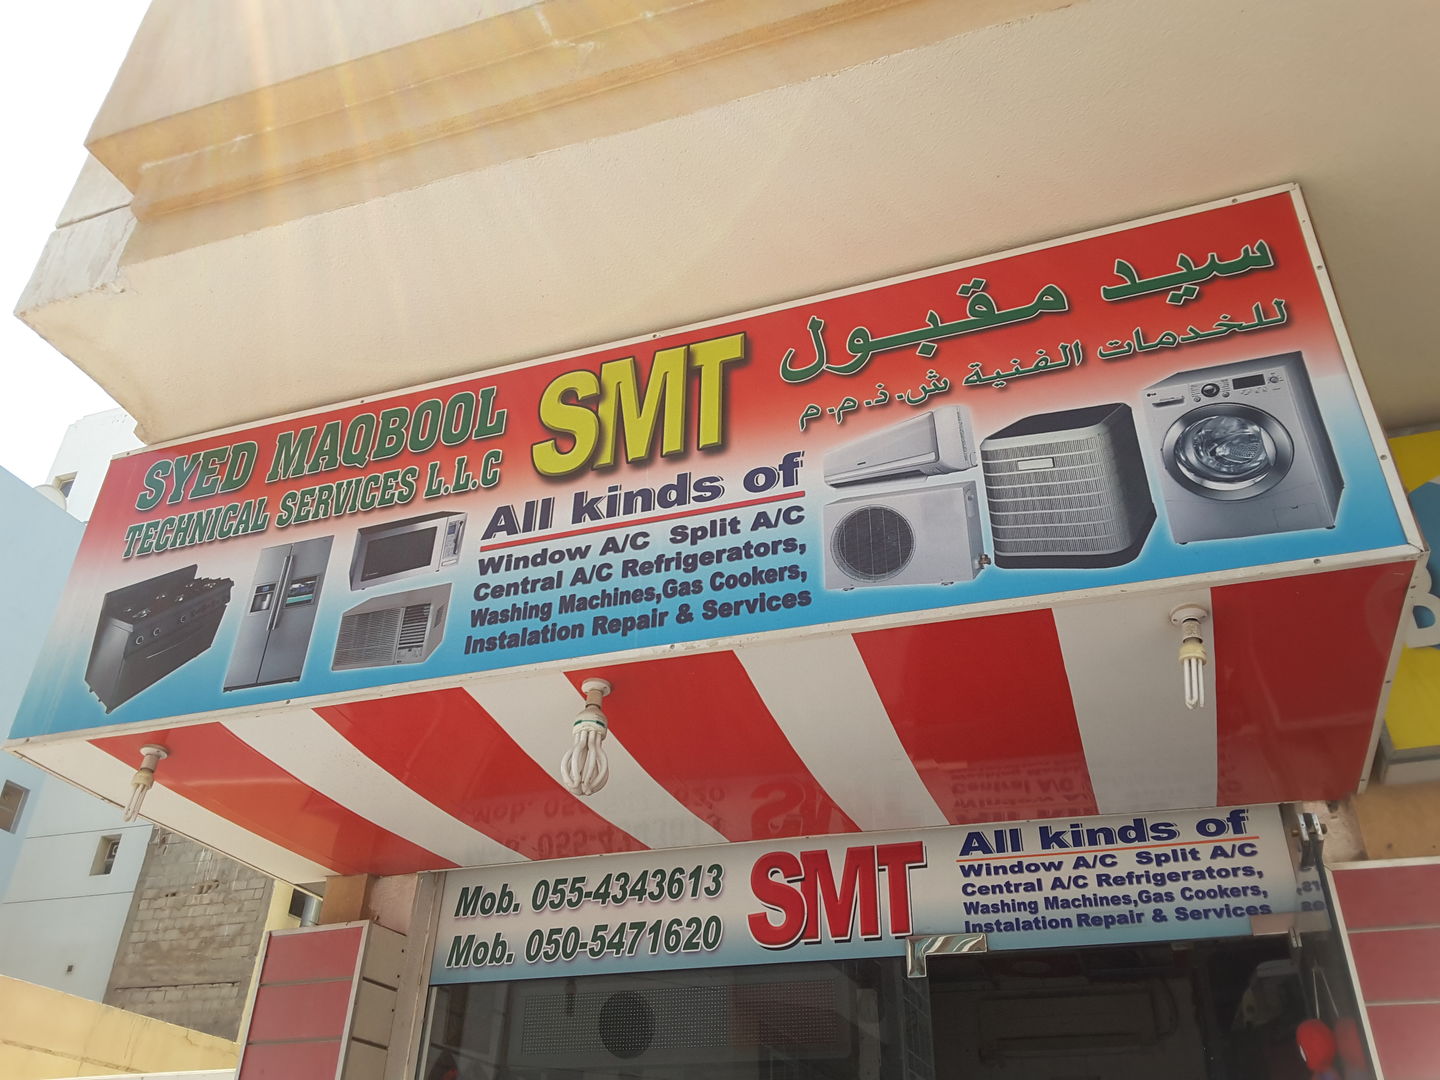 SYED MAQBOOL
TECHNICAL SERVICES L.L.C
SMT
سيد مقبول
للخدمات الفنية ش.ذ.م.م
All kinds of
Window A/C Split A/C
Central A/C Refrigerators,
Washing Machines,Gas Cookers,
Instalation Repair & Services
Mob. 055-4343613
Mob. 050-5471620
SMT
All kinds of
Window A/C Split A/C
Central A/C Refrigerators,
Washing Machines,Gas Cookers,
Instalation Repair & Services